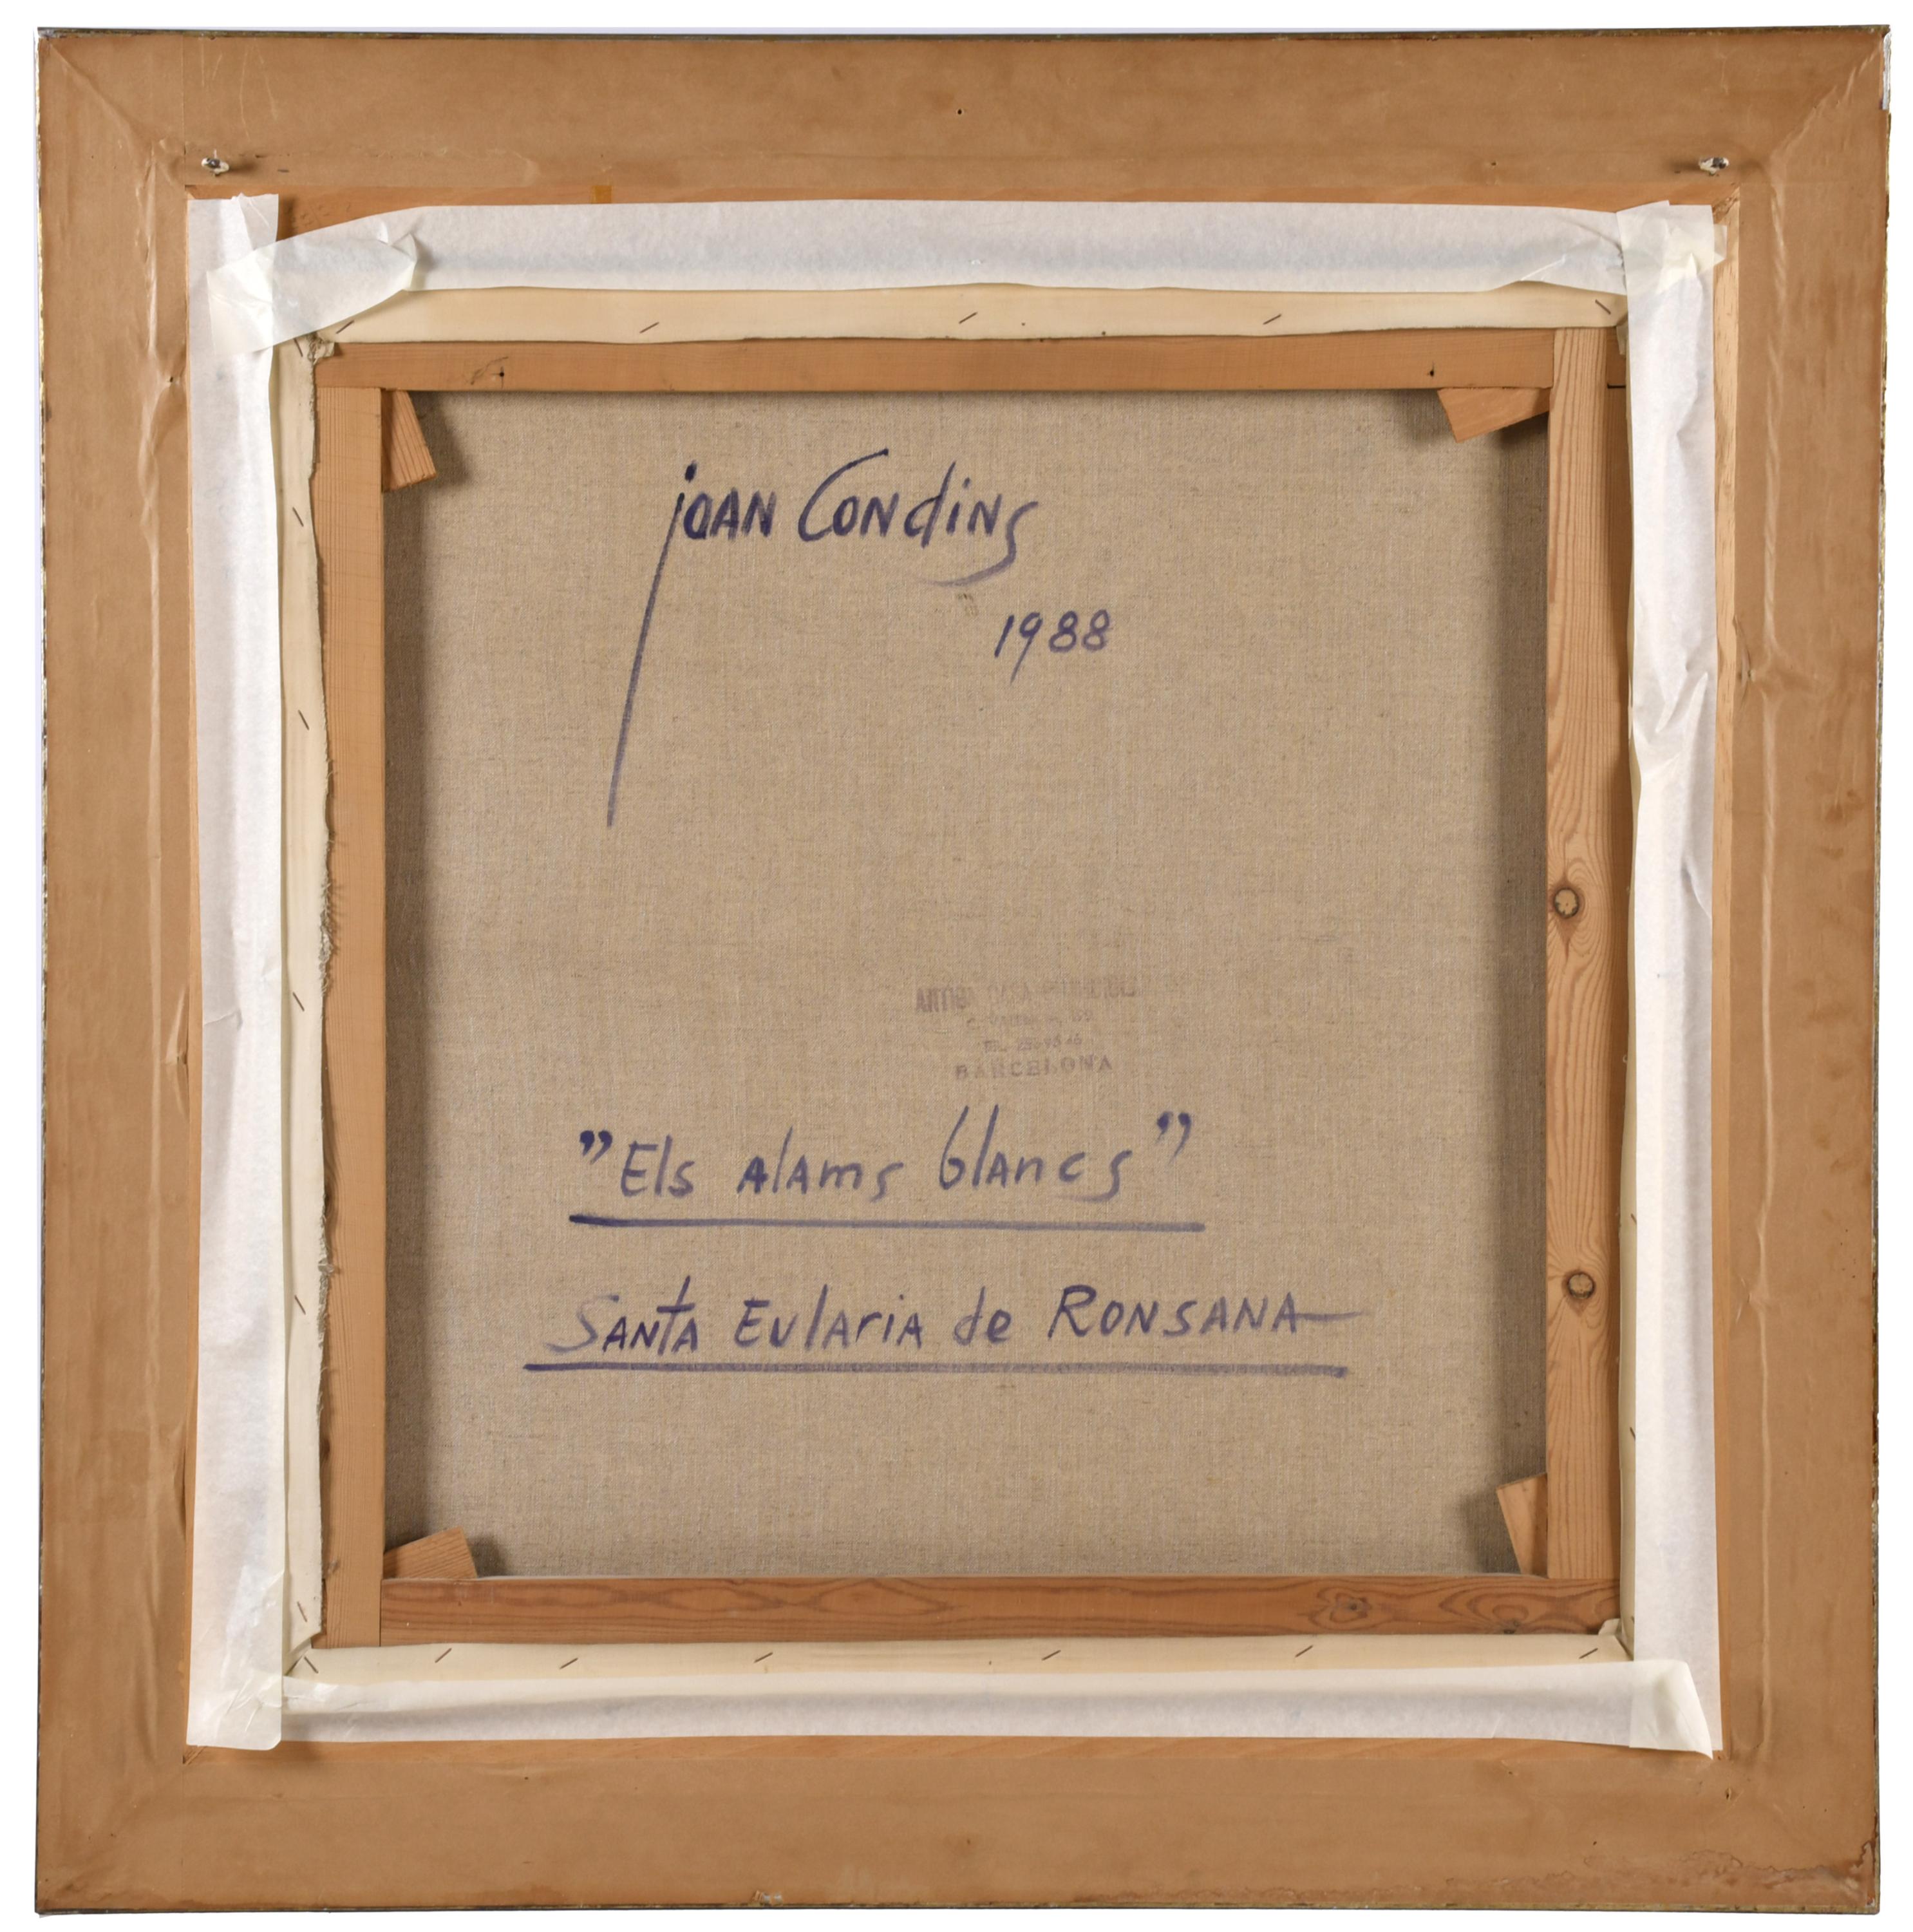 joan Condins
1988
BARCELONA
"Els alams blancs"
Santa Eularia de Ronsana